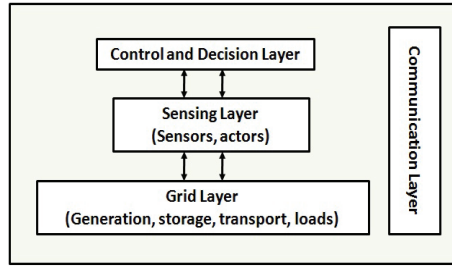 Control and Decision Layer
Sensing Layer
(Sensors, actors)
Grid Layer
(Generation, storage, transport, loads)
Communication Layer